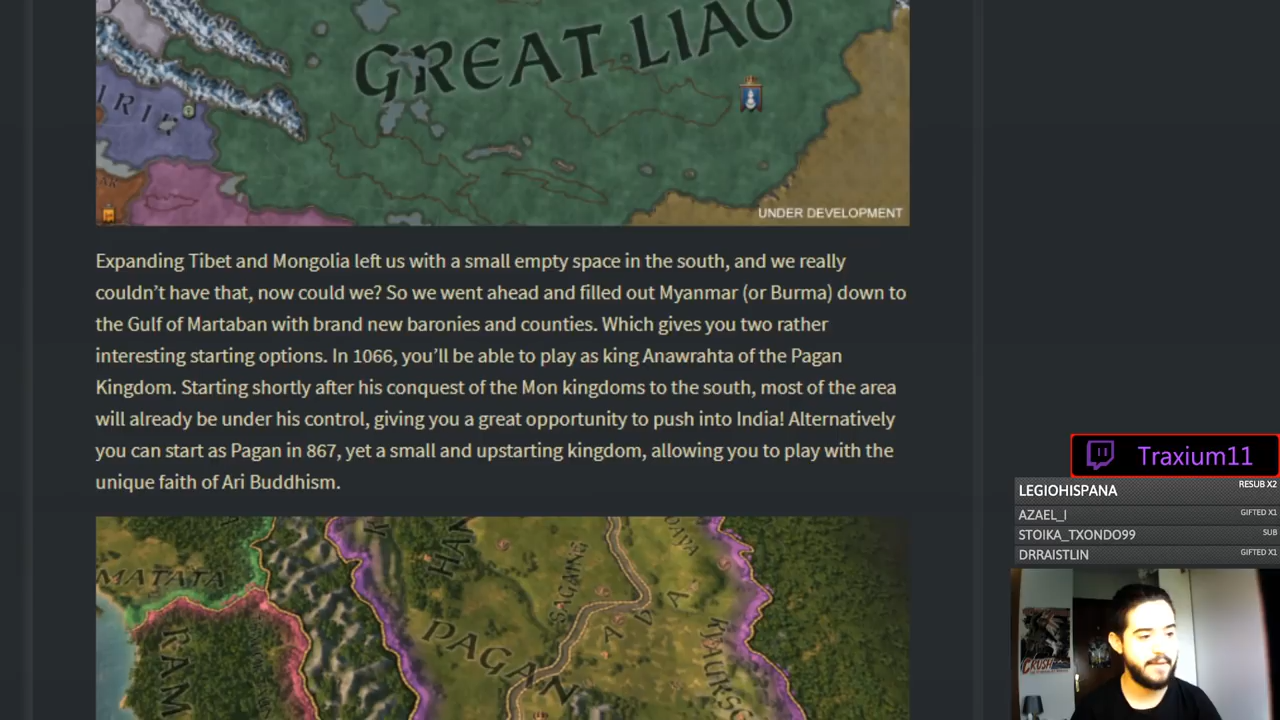 GREAT LIAO
UNDER DEVELOPMENT
Expanding Tibet and Mongolia left us with a small empty space in the south, and we really
couldn't have that, now could we? So we went ahead and filled out Myanmar (or Burma) down to
the Gulf of Martaban with brand new baronies and counties. Which gives you two rather
interesting starting options. In 1066, you'll be able to play as king Anawrahta of the Pagan
Kingdom. Starting shortly after his conquest of the Mon kingdoms to the south, most of the area
will already be under his control, giving you a great opportunity to push into India! Alternatively
you can start as Pagan in 867, yet a small and upstarting kingdom, allowing you to play with the
unique faith of Ari Buddhism.
Traxium11
LEGIOHISPANA RESUB X2
AZAEL_I GIFTED X1
STOIKA_TXONDO99 SUB
DRRAISTLIN GIFTED X1
MATATA
SAGAING
PAGAN